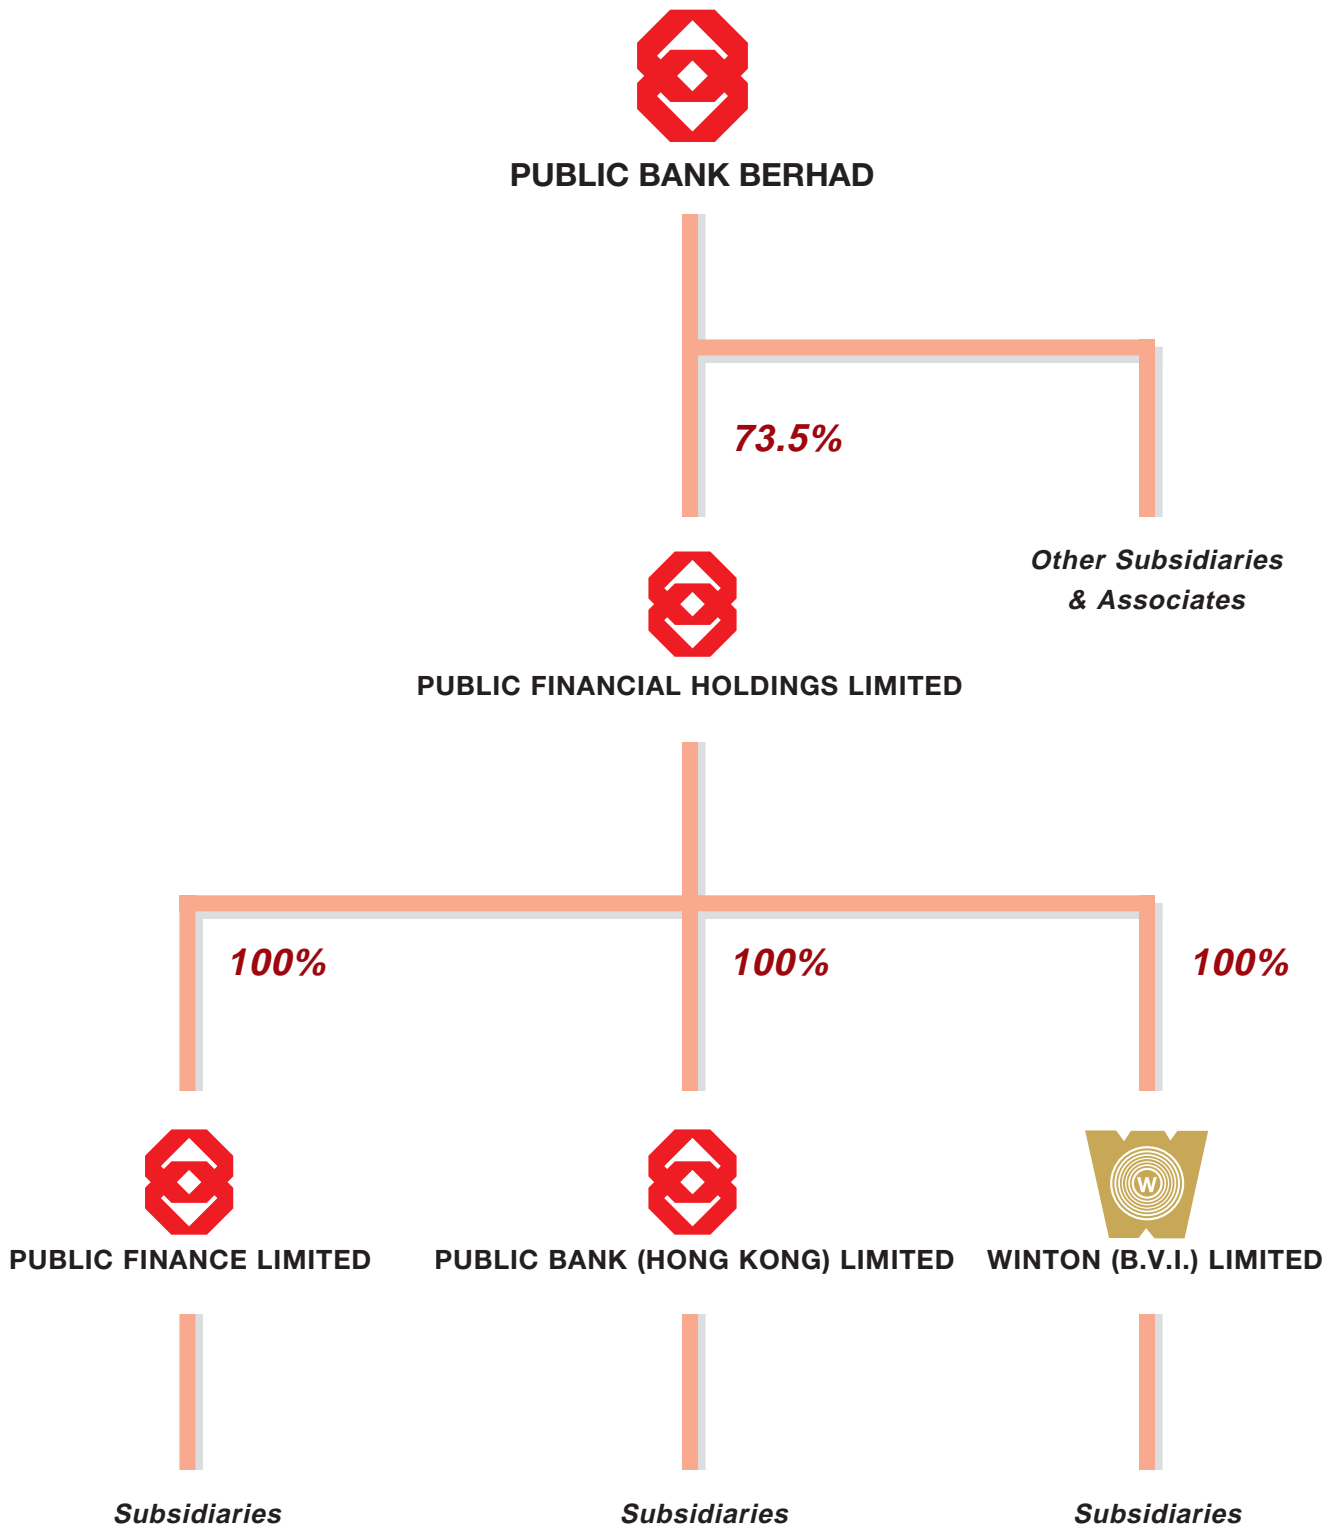 PUBLIC BANK BERHAD
73.5%
Other Subsidiaries
& Associates
PUBLIC FINANCIAL HOLDINGS LIMITED
100%
100%
100%
W
PUBLIC FINANCE LIMITED
PUBLIC BANK (HONG KONG) LIMITED
WINTON (B.V.I.) LIMITED
Subsidiaries
Subsidiaries
Subsidiaries